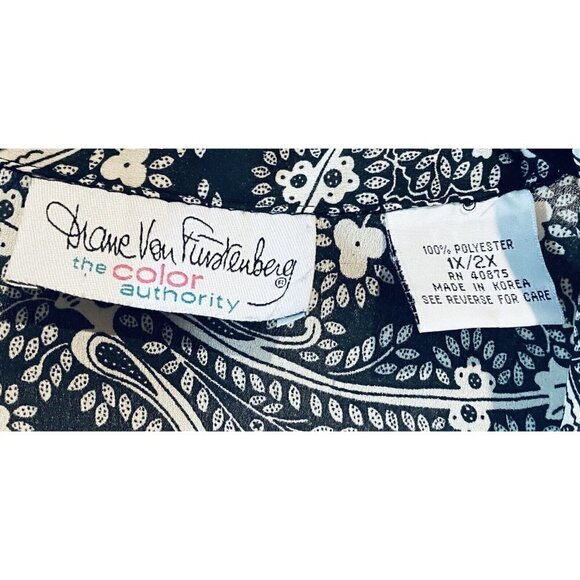 Diane Von Furstenberg®
the color
authority
100% POLYESTER
1X/2X
RN 40875
MADE IN KOREA
SEE REVERSE FOR CARE